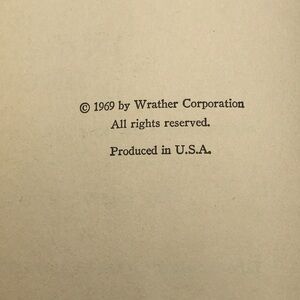 © 1969 by Wrather Corporation
All rights reserved.
Produced in U.S.A.